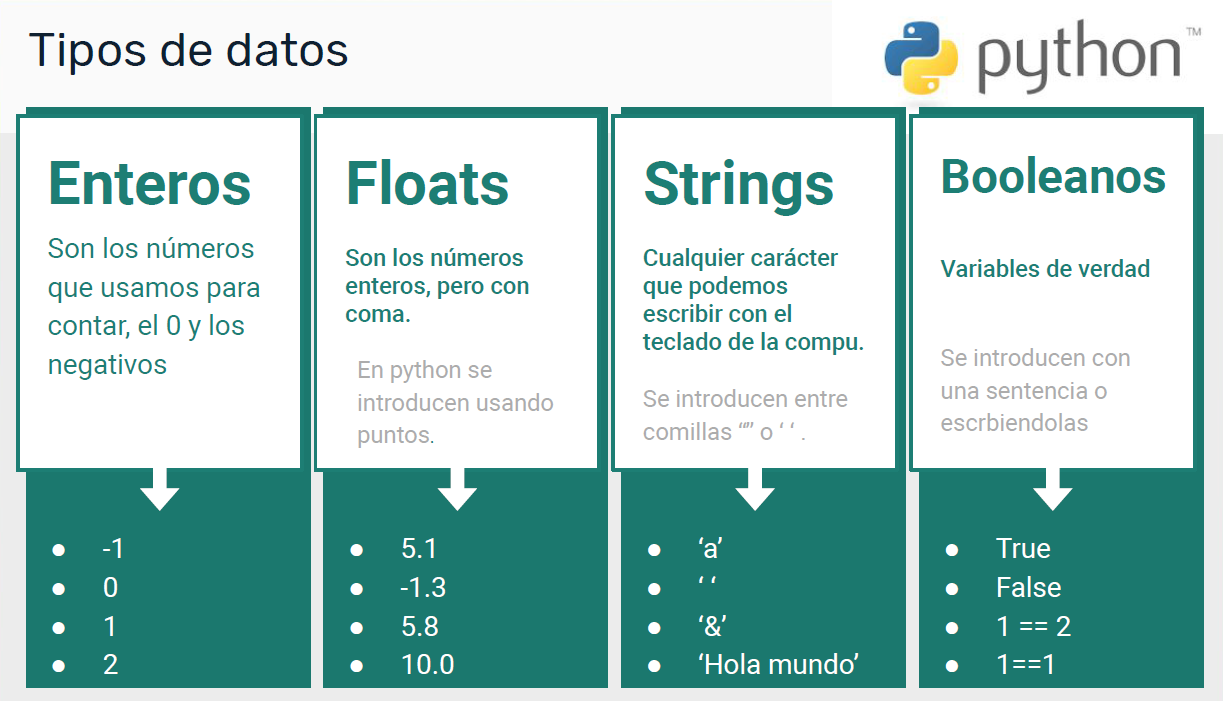 Tipos de datos
python™
Enteros
Son los números
que usamos para
contar, el 0 y los
negativos
● -1
● 0
● 1
● 2
Floats
Son los números
enteros, pero con
coma.
En python se
introducen usando
puntos.
● 5.1
● -1.3
● 5.8
● 10.0
Strings
Cualquier carácter
que podemos
escribir con el
teclado de la compu.
Se introducen entre
comillas “” o ‘ ‘ .
● ‘a’
● ‘ ‘
● ‘&’
● ‘Hola mundo’
Booleanos
Variables de verdad
Se introducen con
una sentencia o
escrbiendolas
● True
● False
● 1 == 2
● 1==1